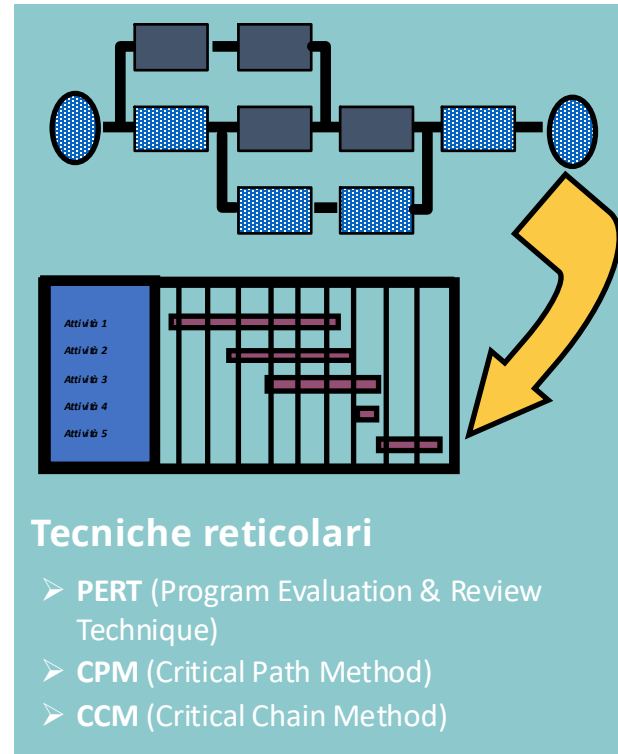 Attività 1
Attività 2
Attività 3
Attività 4
Attività 5
Tecniche reticolari
➢ PERT (Program Evaluation & Review
Technique)
➢ CPM (Critical Path Method)
➢ CCM (Critical Chain Method)